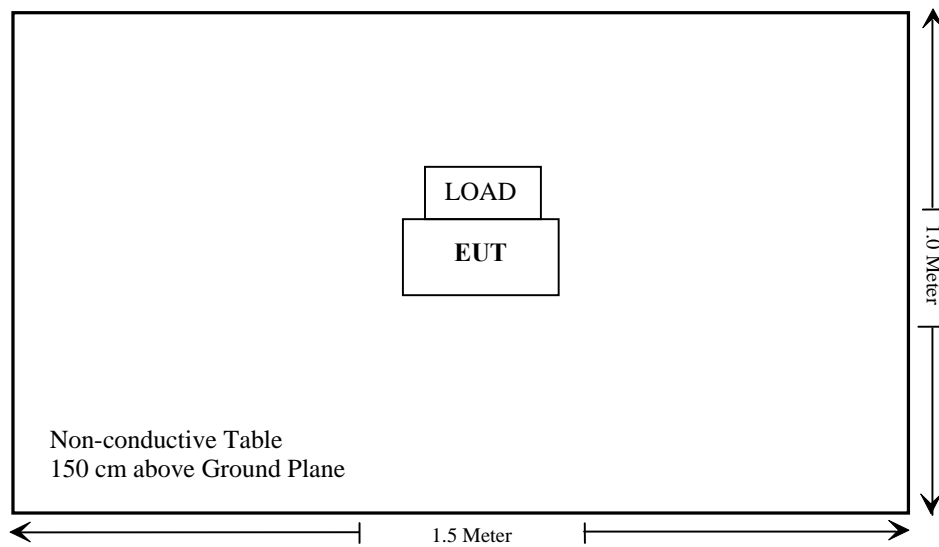 LOAD
EUT
1.0 Meter
Non-conductive Table
150 cm above Ground Plane
1.5 Meter